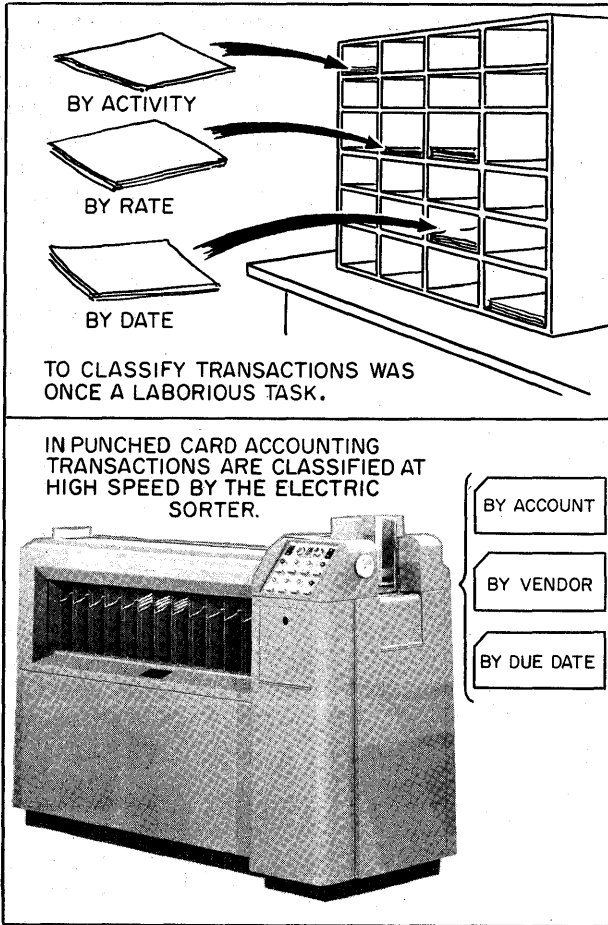 BY ACTIVITY
BY RATE
BY DATE
TO CLASSIFY TRANSACTIONS WAS
ONCE A LABORIOUS TASK.
IN PUNCHED CARD ACCOUNTING
TRANSACTIONS ARE CLASSIFIED AT
HIGH SPEED BY THE ELECTRIC
SORTER.
BY ACCOUNT
BY VENDOR
BY DUE DATE